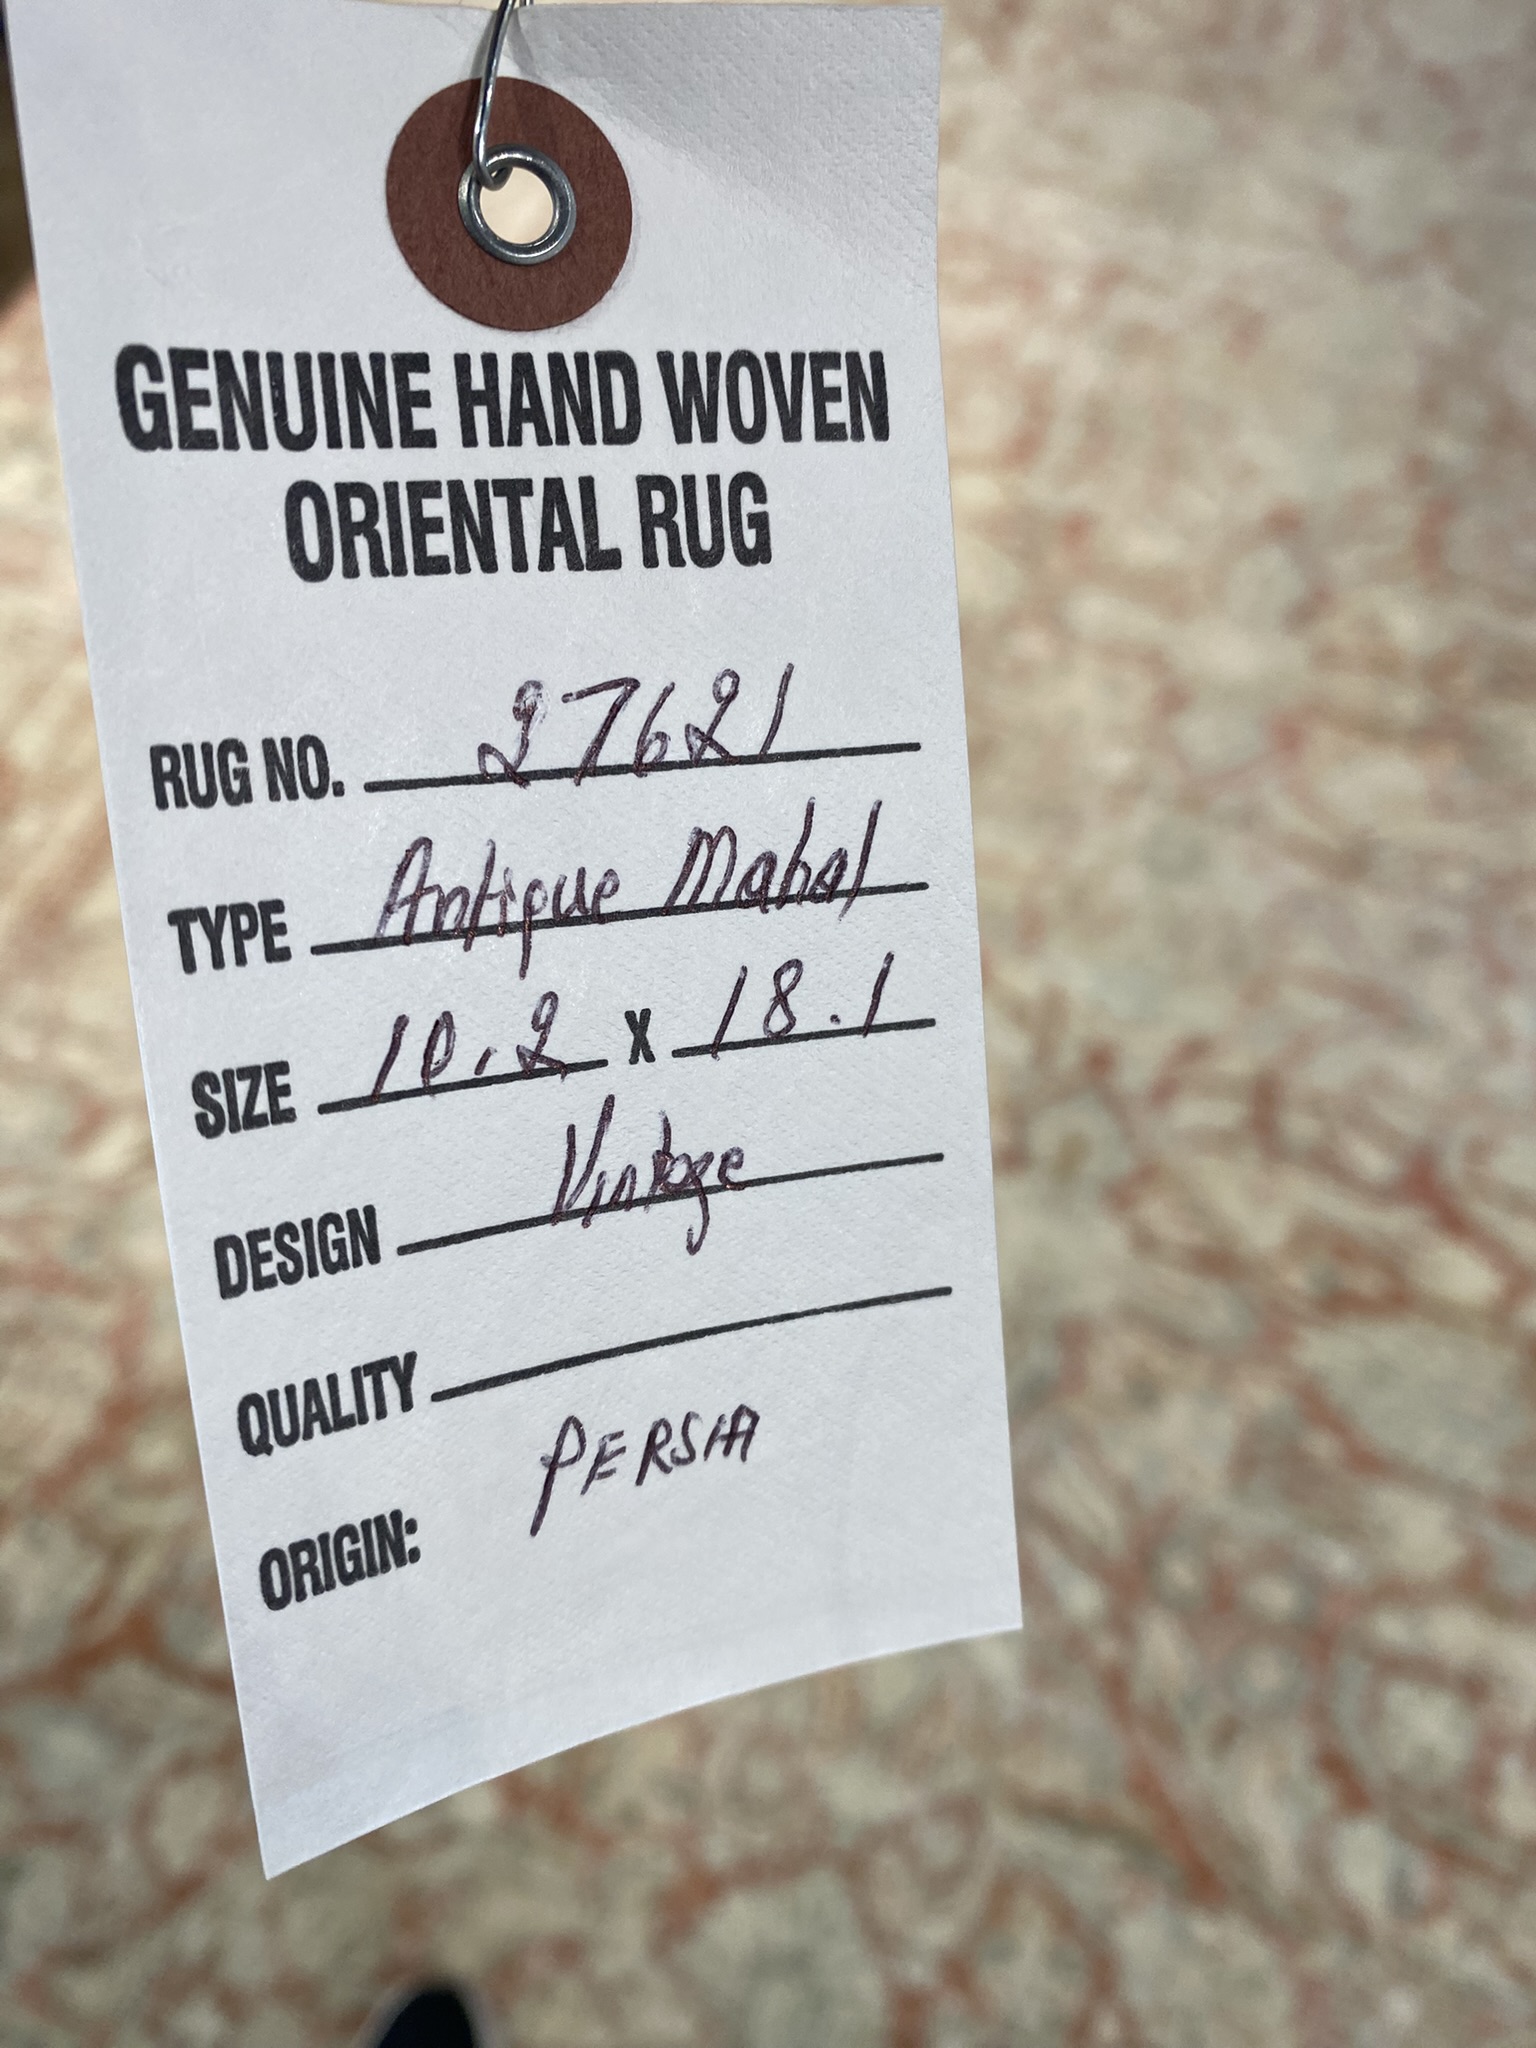 GENUINE HAND WOVEN
ORIENTAL RUG
RUG NO. 27621
TYPE Antique Mahal
SIZE 10.2 X 18.1
DESIGN Vintage
QUALITY
ORIGIN: PERSIA